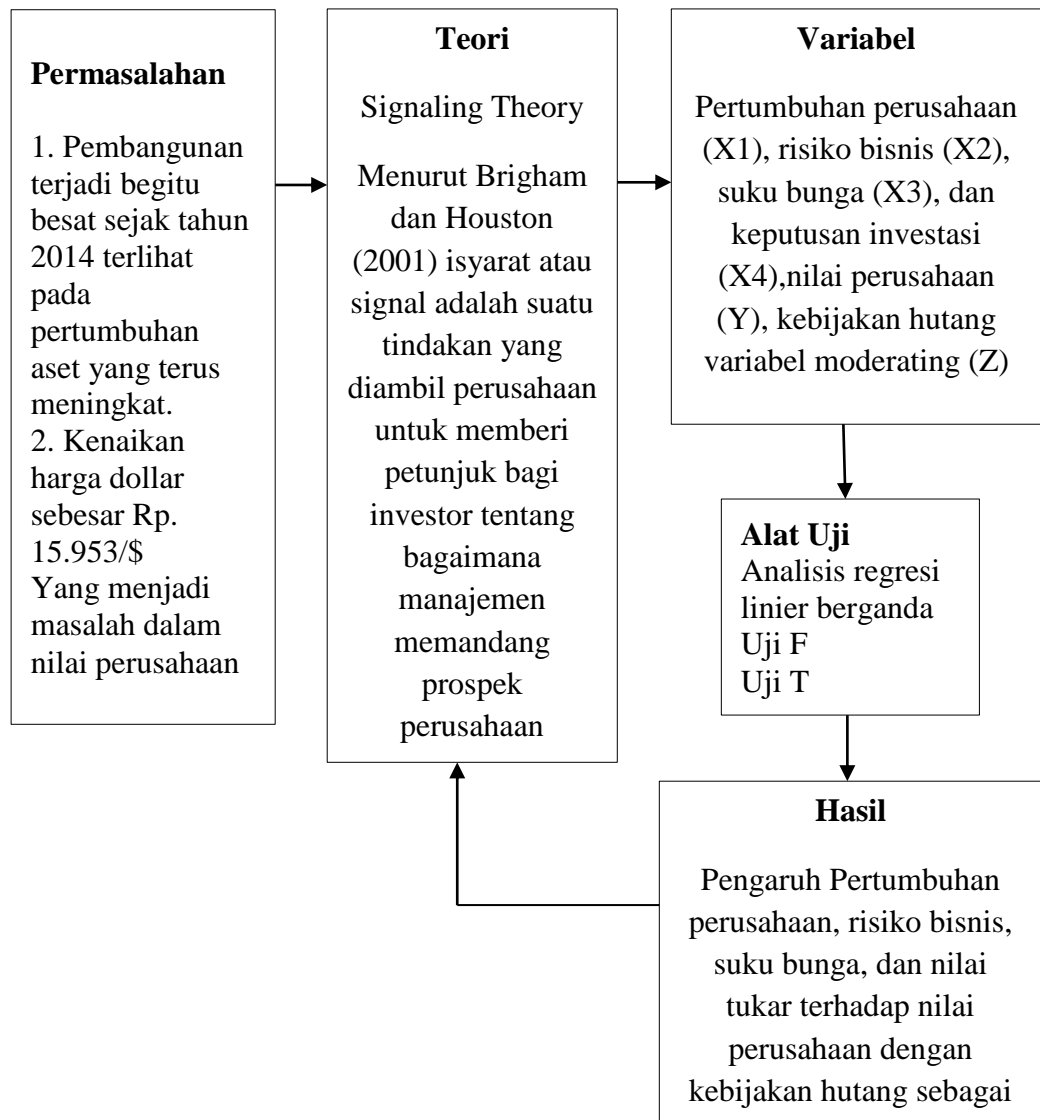 Permasalahan
1. Pembangunan
terjadi begitu
besat sejak tahun
2014 terlihat
pada
pertumbuhan
aset yang terus
meningkat.
2. Kenaikan
harga dollar
sebesar Rp.
15.953/$
Yang menjadi
masalah dalam
nilai perusahaan
Teori
Signaling Theory
Menurut Brigham
dan Houston
(2001) isyarat atau
signal adalah suatu
tindakan yang
diambil perusahaan
untuk memberi
petunjuk bagi
investor tentang
bagaimana
manajemen
memandang
prospek
perusahaan
Variabel
Pertumbuhan perusahaan
(X1), risiko bisnis (X2),
suku bunga (X3), dan
keputusan investasi
(X4),nilai perusahaan
(Y), kebijakan hutang
variabel moderating (Z)
Alat Uji
Analisis regresi
linier berganda
Uji F
Uji T
Hasil
Pengaruh Pertumbuhan
perusahaan, risiko bisnis,
suku bunga, dan nilai
tukar terhadap nilai
perusahaan dengan
kebijakan hutang sebagai